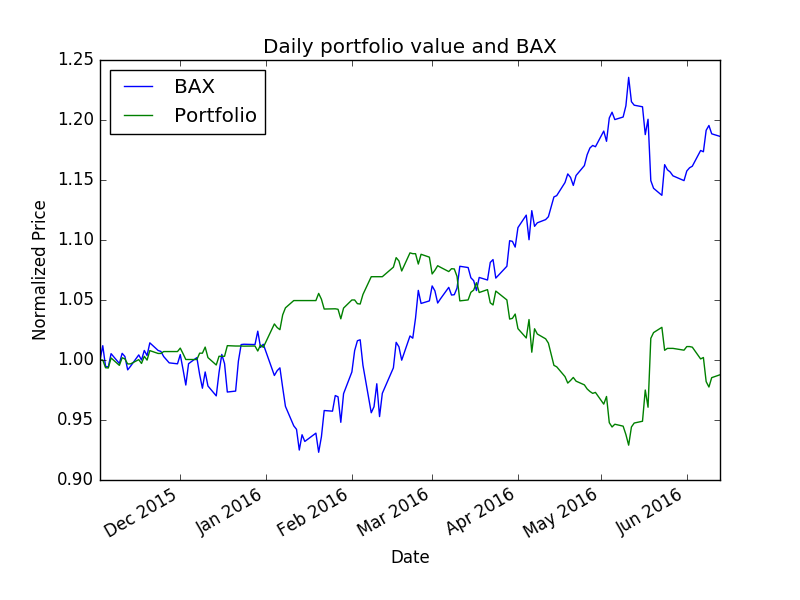 Daily portfolio value and BAX
BAX
Portfolio
1.25
1.20
1.15
1.10
1.05
1.00
0.95
0.90
Normalized Price
Dec 2015
Jan 2016
Feb 2016
Mar 2016
Apr 2016
May 2016
Jun 2016
Date